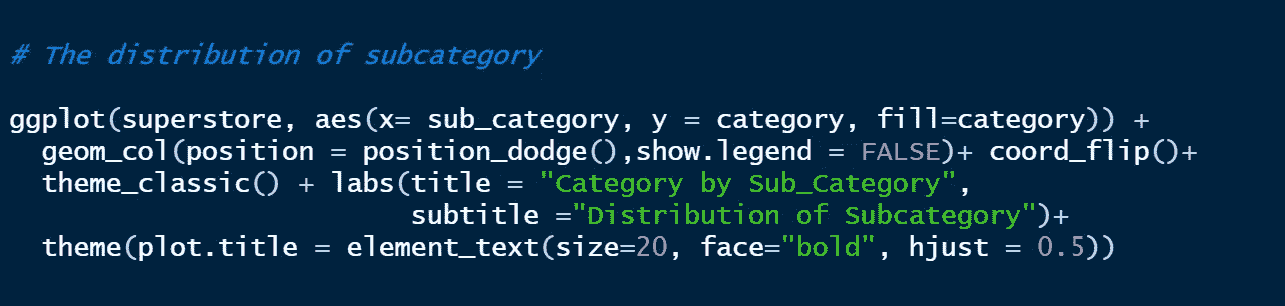 # The distribution of subcategory
ggplot(superstore, aes(x= sub_category, y = category, fill=category)) +
  geom_col(position = position_dodge(),show.legend = FALSE)+ coord_flip()+
  theme_classic() + labs(title = "Category by Sub_Category",
                         subtitle ="Distribution of Subcategory")+
  theme(plot.title = element_text(size=20, face="bold", hjust = 0.5))